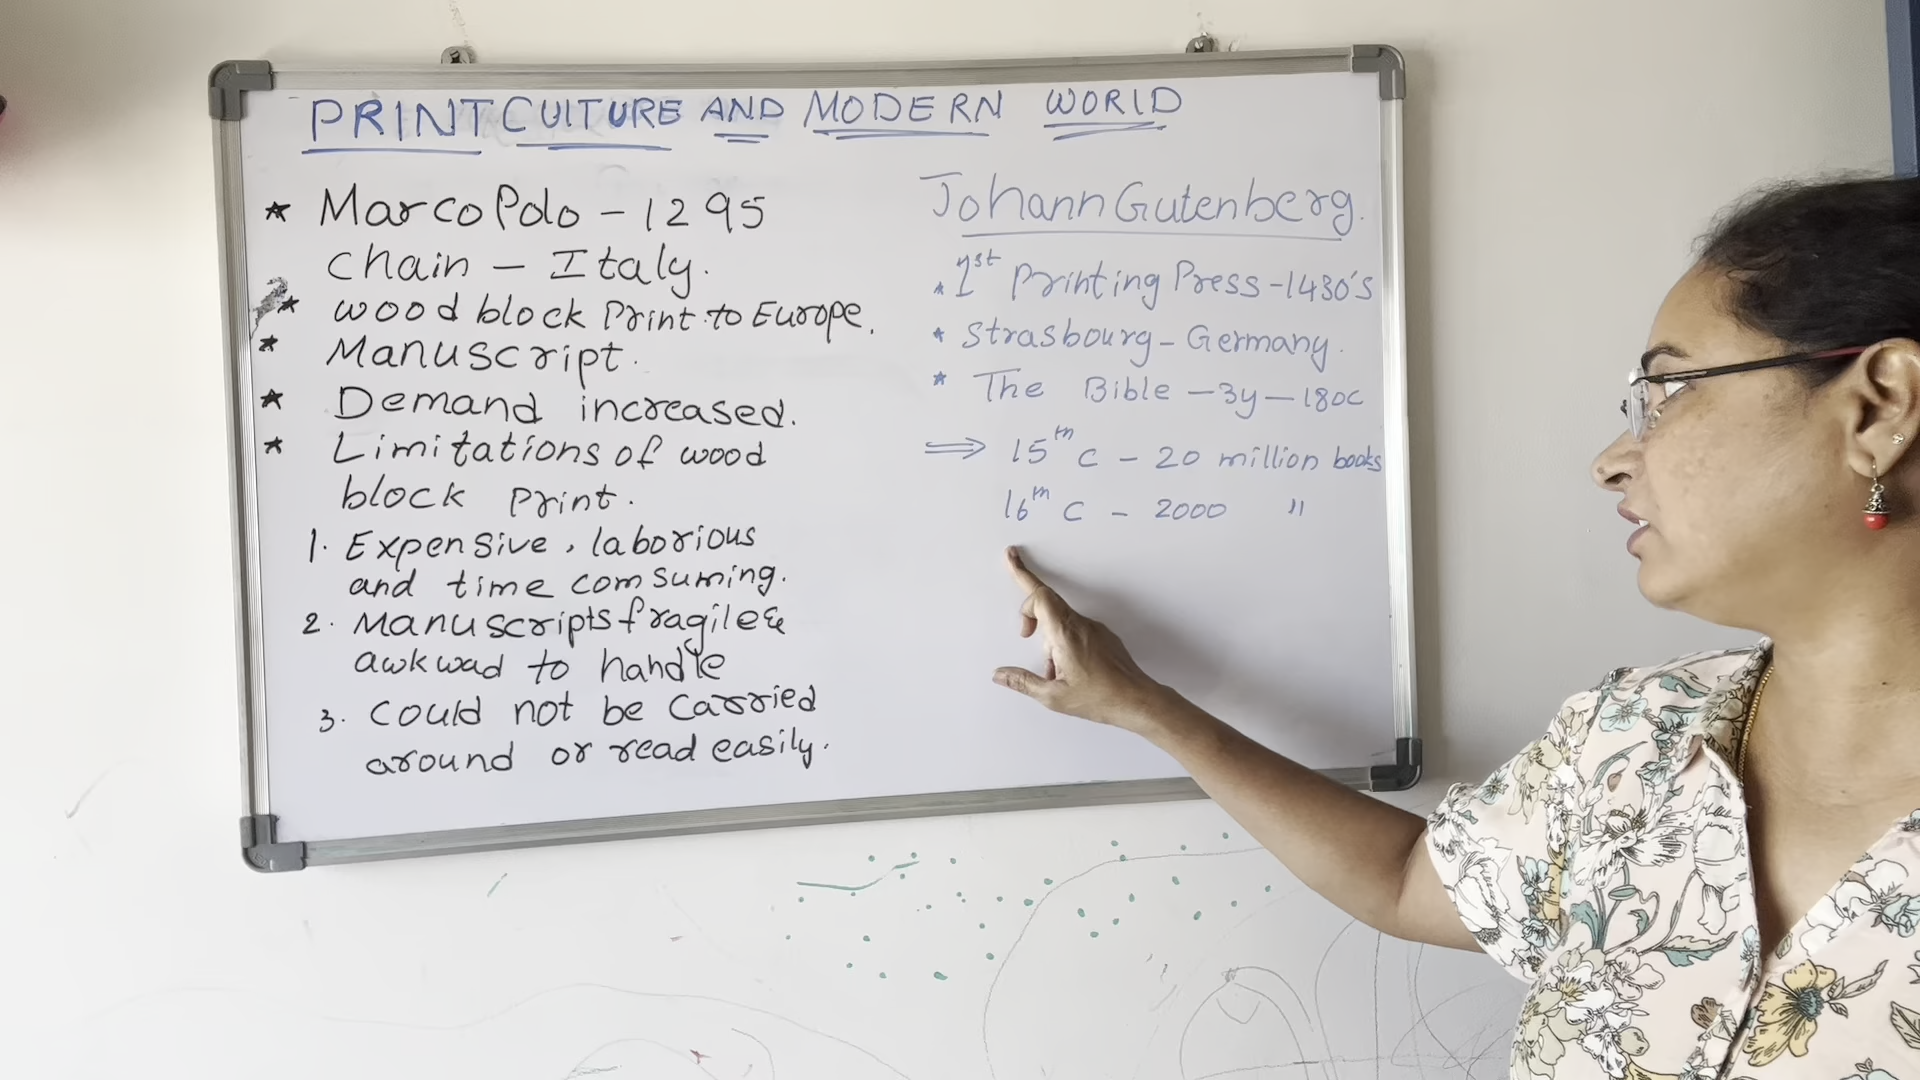 PRINT CULTURE AND MODERN WORLD
* Marco Polo - 1295
chain - Italy.
* wood block Print to Europe.
* Manuscript.
* Demand increased.
* Limitations of wood
block print.
1. Expensive, laborious
and time comsuming.
2. Manuscripts fragile &
awkwad to handle
3. could not be carried
around or read easily.
Johann Gutenberg.
* 1st Printing Press - 1430's
* Strasbourg - Germany.
* The Bible - 3y - 180c
⇒ 15th c - 20 million books
16th c - 2000 "